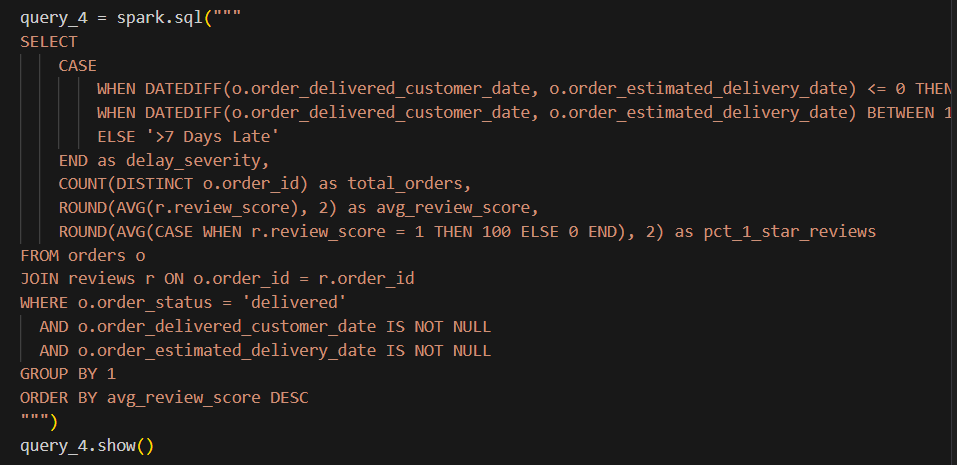 query_4 = spark.sql("""
SELECT
CASE
WHEN DATEDIFF(o.order_delivered_customer_date, o.order_estimated_delivery_date) <= 0 THEN
WHEN DATEDIFF(o.order_delivered_customer_date, o.order_estimated_delivery_date) BETWEEN 1
ELSE '>7 Days Late'
END as delay_severity,
COUNT(DISTINCT o.order_id) as total_orders,
ROUND(AVG(r.review_score), 2) as avg_review_score,
ROUND(AVG(CASE WHEN r.review_score = 1 THEN 100 ELSE 0 END), 2) as pct_1_star_reviews
FROM orders o
JOIN reviews r ON o.order_id = r.order_id
WHERE o.order_status = 'delivered'
AND o.order_delivered_customer_date IS NOT NULL
AND o.order_estimated_delivery_date IS NOT NULL
GROUP BY 1
ORDER BY avg_review_score DESC
""")
query_4.show()